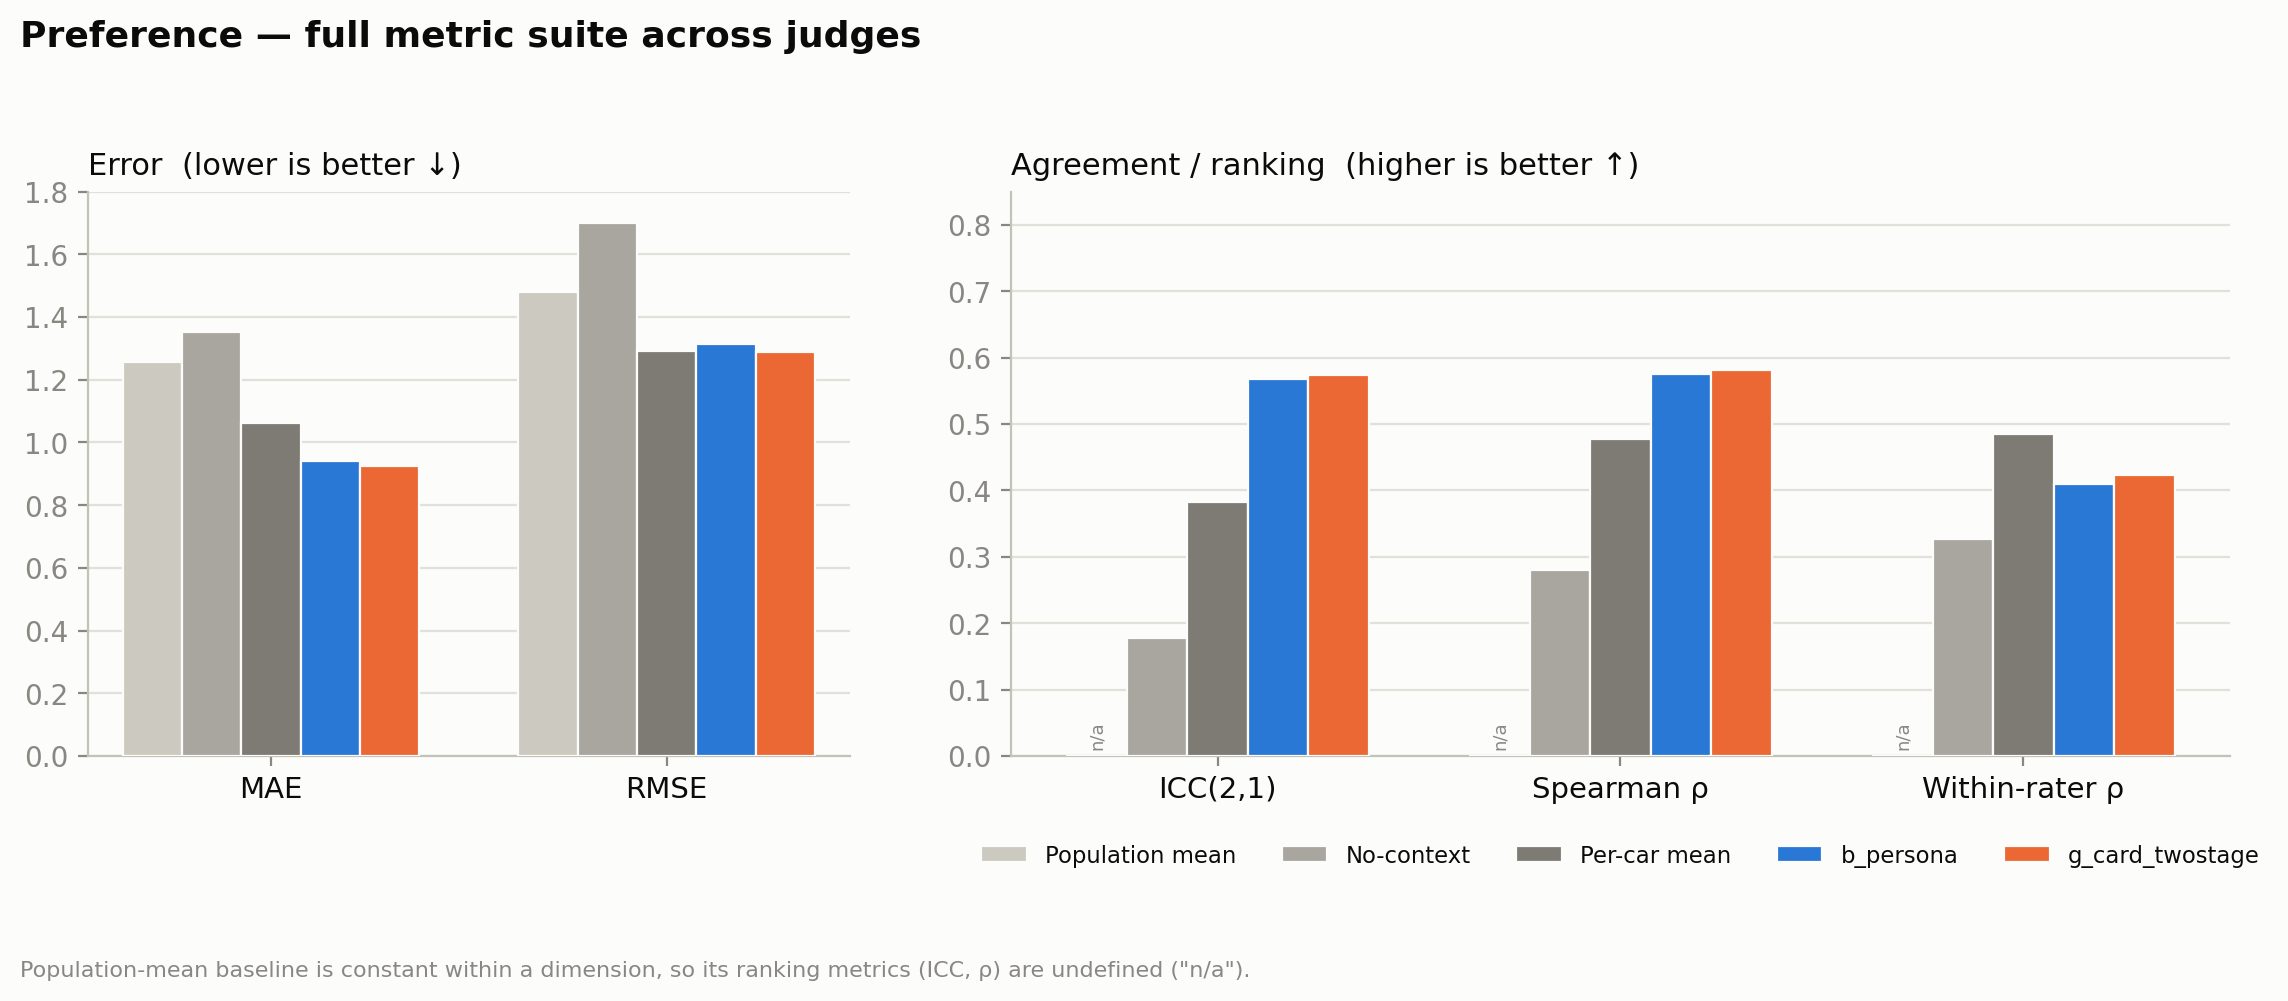 Preference — full metric suite across judges
Error  (lower is better ↓)
1.8
1.6
1.4
1.2
1.0
0.8
0.6
0.4
0.2
0.0
MAE
RMSE
Agreement / ranking  (higher is better ↑)
0.8
0.7
0.6
0.5
0.4
0.3
0.2
0.1
0.0
n/a
n/a
n/a
ICC(2,1)
Spearman ρ
Within-rater ρ
Population mean
No-context
Per-car mean
b_persona
g_card_twostage
Population-mean baseline is constant within a dimension, so its ranking metrics (ICC, ρ) are undefined ("n/a").